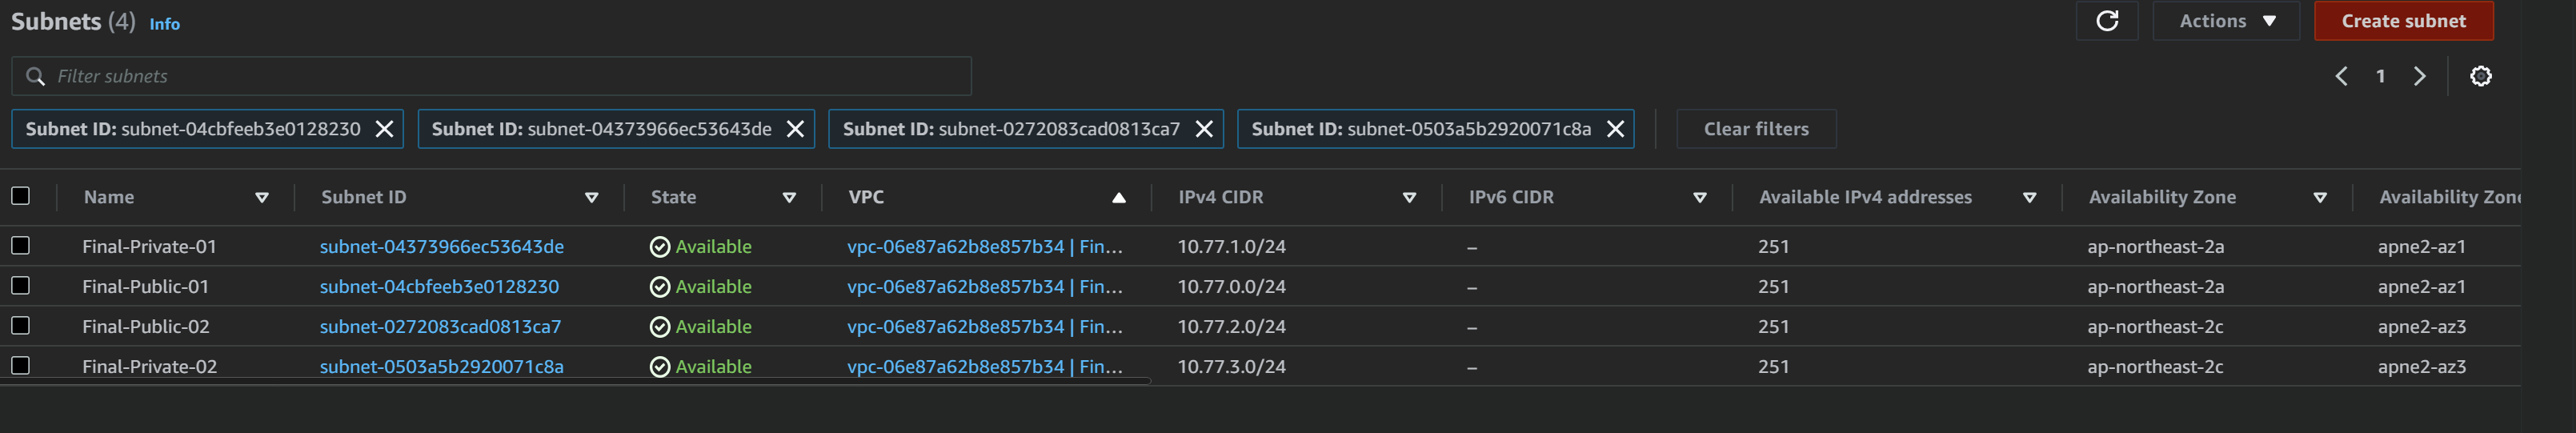 Subnets (4) Info
Actions
Create subnet
Filter subnets
1
Subnet ID: subnet-04cbfeeb3e0128230
Subnet ID: subnet-04373966ec53643de
Subnet ID: subnet-0272083cad0813ca7
Subnet ID: subnet-0503a5b2920071c8a
Clear filters
Name Subnet ID State VPC IPv4 CIDR IPv6 CIDR Available IPv4 addresses Availability Zone Availability Zone
Final-Private-01 subnet-04373966ec53643de Available vpc-06e87a62b8e857b34 | Fin... 10.77.1.0/24 – 251 ap-northeast-2a apne2-az1
Final-Public-01 subnet-04cbfeeb3e0128230 Available vpc-06e87a62b8e857b34 | Fin... 10.77.0.0/24 – 251 ap-northeast-2a apne2-az1
Final-Public-02 subnet-0272083cad0813ca7 Available vpc-06e87a62b8e857b34 | Fin... 10.77.2.0/24 – 251 ap-northeast-2c apne2-az3
Final-Private-02 subnet-0503a5b2920071c8a Available vpc-06e87a62b8e857b34 | Fin... 10.77.3.0/24 – 251 ap-northeast-2c apne2-az3